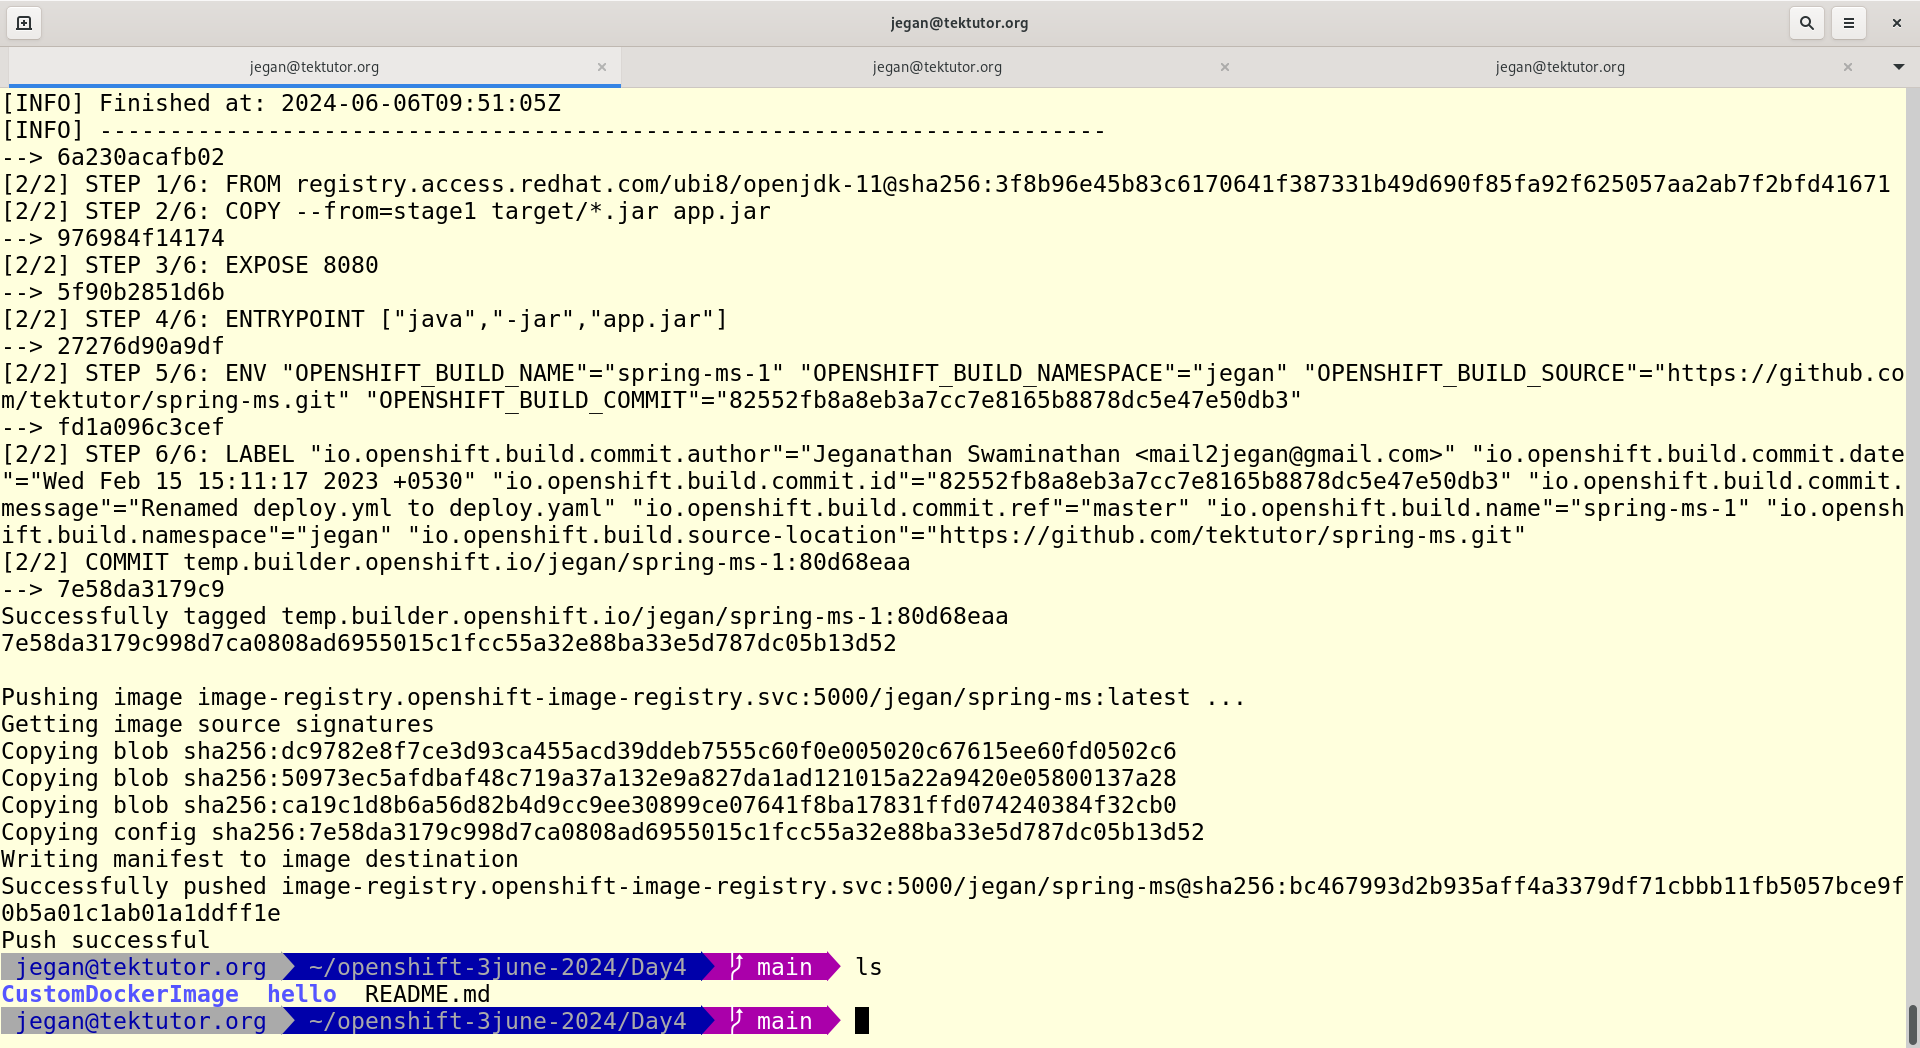 jegan@tektutor.org
jegan@tektutor.org jegan@tektutor.org jegan@tektutor.org
[INFO] Finished at: 2024-06-06T09:51:05Z
[INFO] ------------------------------------------------------------------------
--> 6a230acafb02
[2/2] STEP 1/6: FROM registry.access.redhat.com/ubi8/openjdk-11@sha256:3f8b96e45b83c6170641f387331b49d690f85fa92f625057aa2ab7f2bfd41671
[2/2] STEP 2/6: COPY --from=stage1 target/*.jar app.jar
--> 976984f14174
[2/2] STEP 3/6: EXPOSE 8080
--> 5f90b2851d6b
[2/2] STEP 4/6: ENTRYPOINT ["java","-jar","app.jar"]
--> 27276d90a9df
[2/2] STEP 5/6: ENV "OPENSHIFT_BUILD_NAME"="spring-ms-1" "OPENSHIFT_BUILD_NAMESPACE"="jegan" "OPENSHIFT_BUILD_SOURCE"="https://github.co
m/tektutor/spring-ms.git" "OPENSHIFT_BUILD_COMMIT"="82552fb8a8eb3a7cc7e8165b8878dc5e47e50db3"
--> fd1a096c3cef
[2/2] STEP 6/6: LABEL "io.openshift.build.commit.author"="Jeganathan Swaminathan <mail2jegan@gmail.com>" "io.openshift.build.commit.date
"="Wed Feb 15 15:11:17 2023 +0530" "io.openshift.build.commit.id"="82552fb8a8eb3a7cc7e8165b8878dc5e47e50db3" "io.openshift.build.commit.
message"="Renamed deploy.yml to deploy.yaml" "io.openshift.build.commit.ref"="master" "io.openshift.build.name"="spring-ms-1" "io.opensh
ift.build.namespace"="jegan" "io.openshift.build.source-location"="https://github.com/tektutor/spring-ms.git"
[2/2] COMMIT temp.builder.openshift.io/jegan/spring-ms-1:80d68eaa
--> 7e58da3179c9
Successfully tagged temp.builder.openshift.io/jegan/spring-ms-1:80d68eaa
7e58da3179c998d7ca0808ad6955015c1fcc55a32e88ba33e5d787dc05b13d52
Pushing image image-registry.openshift-image-registry.svc:5000/jegan/spring-ms:latest ...
Getting image source signatures
Copying blob sha256:dc9782e8f7ce3d93ca455acd39ddeb7555c60f0e005020c67615ee60fd0502c6
Copying blob sha256:50973ec5afdbaf48c719a37a132e9a827da1ad121015a22a9420e05800137a28
Copying blob sha256:ca19c1d8b6a56d82b4d9cc9ee30899ce07641f8ba17831ffd074240384f32cb0
Copying config sha256:7e58da3179c998d7ca0808ad6955015c1fcc55a32e88ba33e5d787dc05b13d52
Writing manifest to image destination
Successfully pushed image-registry.openshift-image-registry.svc:5000/jegan/spring-ms@sha256:bc467993d2b935aff4a3379df71cbbb11fb5057bce9f
0b5a01c1ab01a1ddff1e
Push successful
jegan@tektutor.org ~/openshift-3june-2024/Day4 main ls
CustomDockerImage hello README.md
jegan@tektutor.org ~/openshift-3june-2024/Day4 main